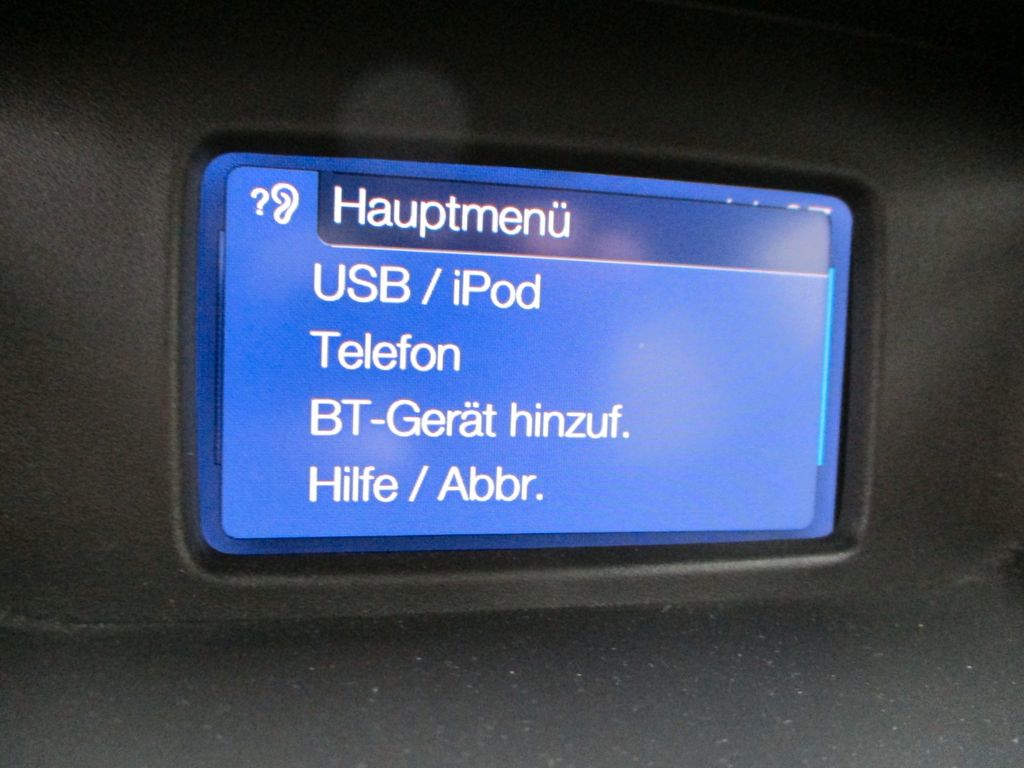 ? Hauptmenü
USB / iPod
Telefon
BT-Gerät hinzuf.
Hilfe / Abbr.